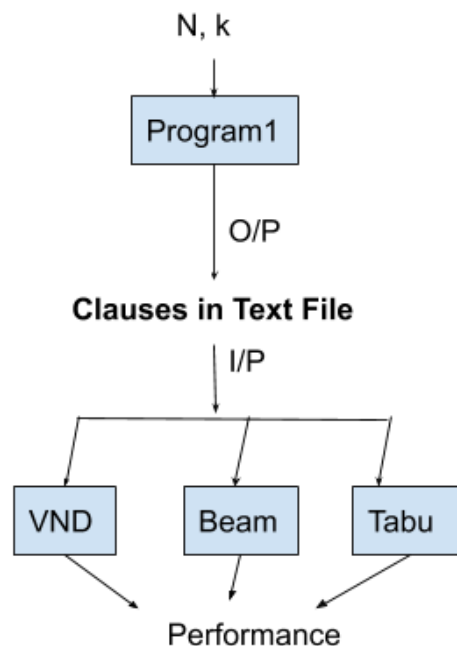 N, k
Program1
O/P
Clauses in Text File
I/P
VND
Beam
Tabu
Performance